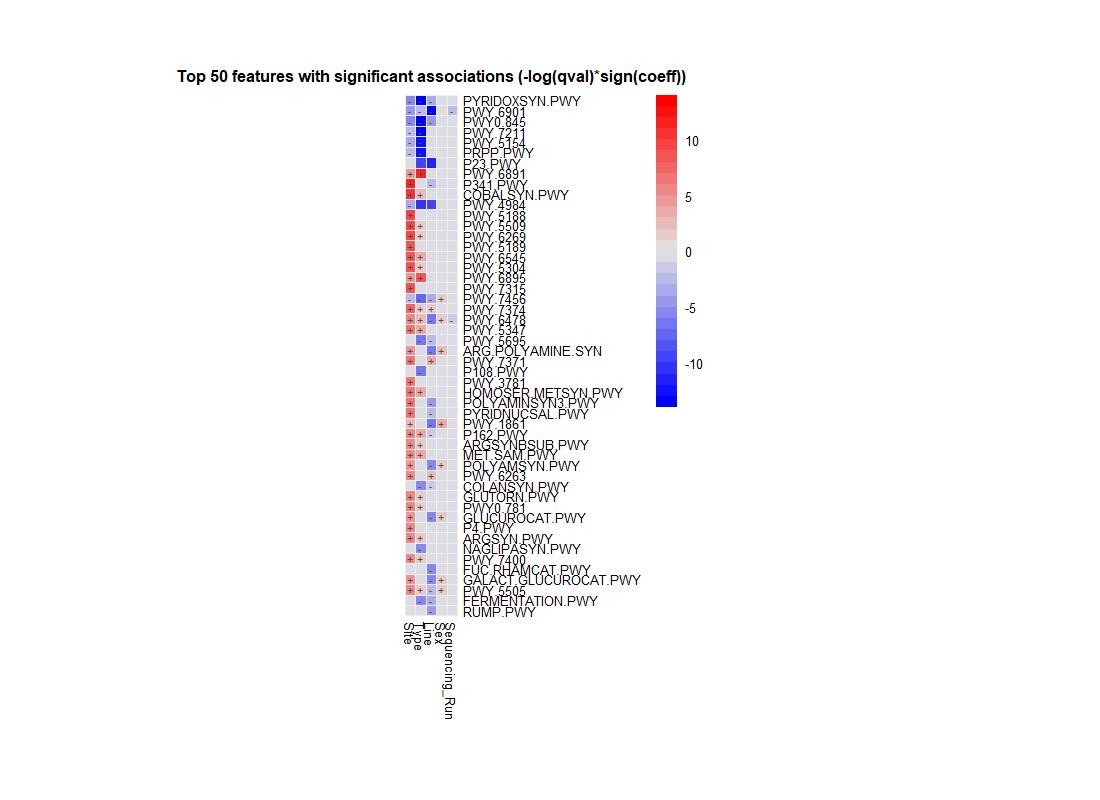 Top 50 features with significant associations (-log(qval)*sign(coeff))
PYRIDOXSYN.PWY
PWY.6901
PWY0.845
PWY.7211
PWY.5154
PRPP.PWY
P23.PWY
PWY.6891
P341.PWY
COBALSYN.PWY
PWY.4984
PWY.5188
PWY.5509
PWY.6269
PWY.5189
PWY.6545
PWY.5304
PWY.6895
PWY.7315
PWY.7456
PWY.7374
PWY.6478
PWY.5347
PWY.5695
ARG.POLYAMINE.SYN
PWY.7371
P108.PWY
PWY.3781
HOMOSER.METSYN.PWY
POLYAMINSYN3.PWY
PYRIDNUCSAL.PWY
PWY.1861
P162.PWY
ARGSYNBSUB.PWY
MET.SAM.PWY
POLYAMSYN.PWY
PWY.6263
COLANSYN.PWY
GLUTORN.PWY
PWY0.781
GLUCUROCAT.PWY
P4.PWY
ARGSYN.PWY
NAGLIPASYN.PWY
PWY.7400
FUC.RHAMCAT.PWY
GALACT.GLUCUROCAT.PWY
PWY.5505
FERMENTATION.PWY
RUMP.PWY
10
5
0
-5
-10
Site
Type
Line
Sex
Sequencing_Run